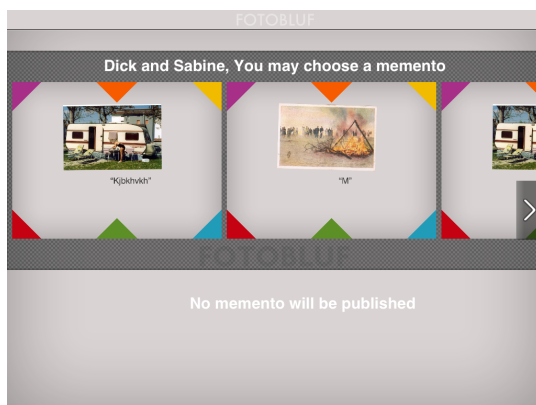 FOTOBLUF
Dick and Sabine, You may choose a memento
"Kjbkhvkh"
"M"
FOTOBLUF
No memento will be published